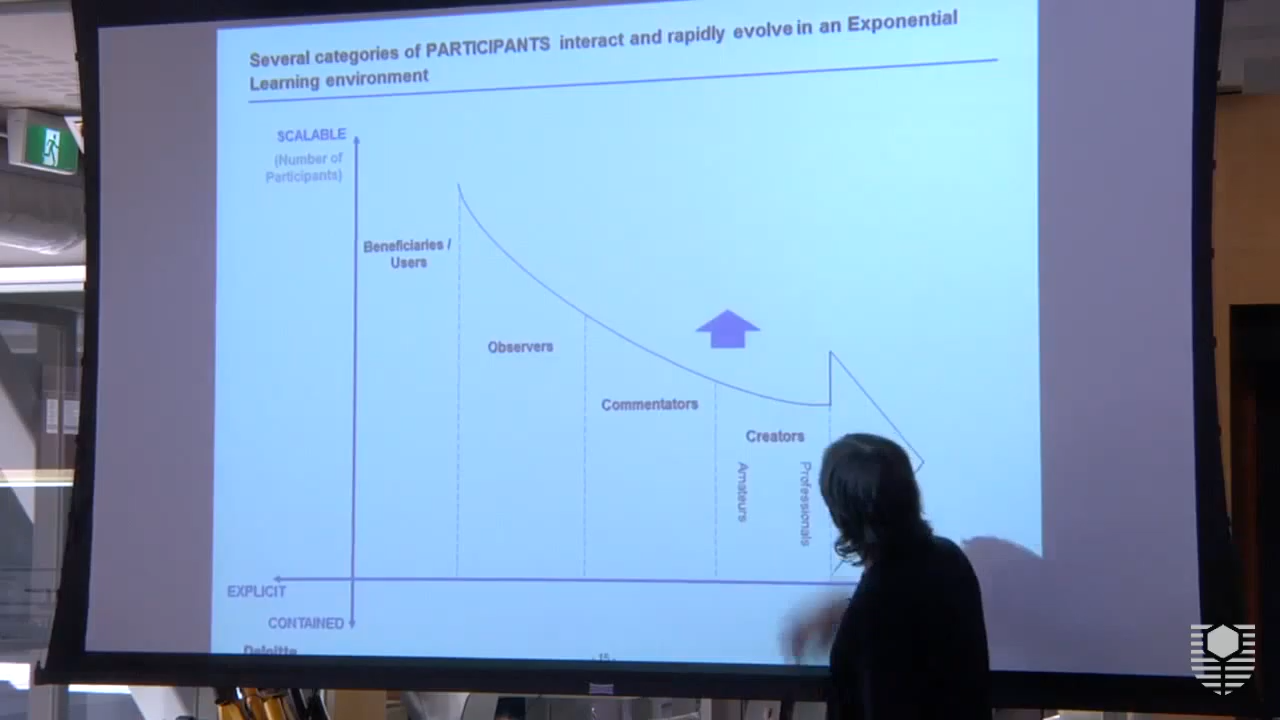 Several categories of PARTICIPANTS interact and rapidly evolve in an Exponential
Learning environment
SCALABLE
(Number of
Participants)
Beneficiaries /
Users
Observers
Commentators
Creators
Amateurs
Professionals
EXPLICIT
CONTAINED
Deloitte
15